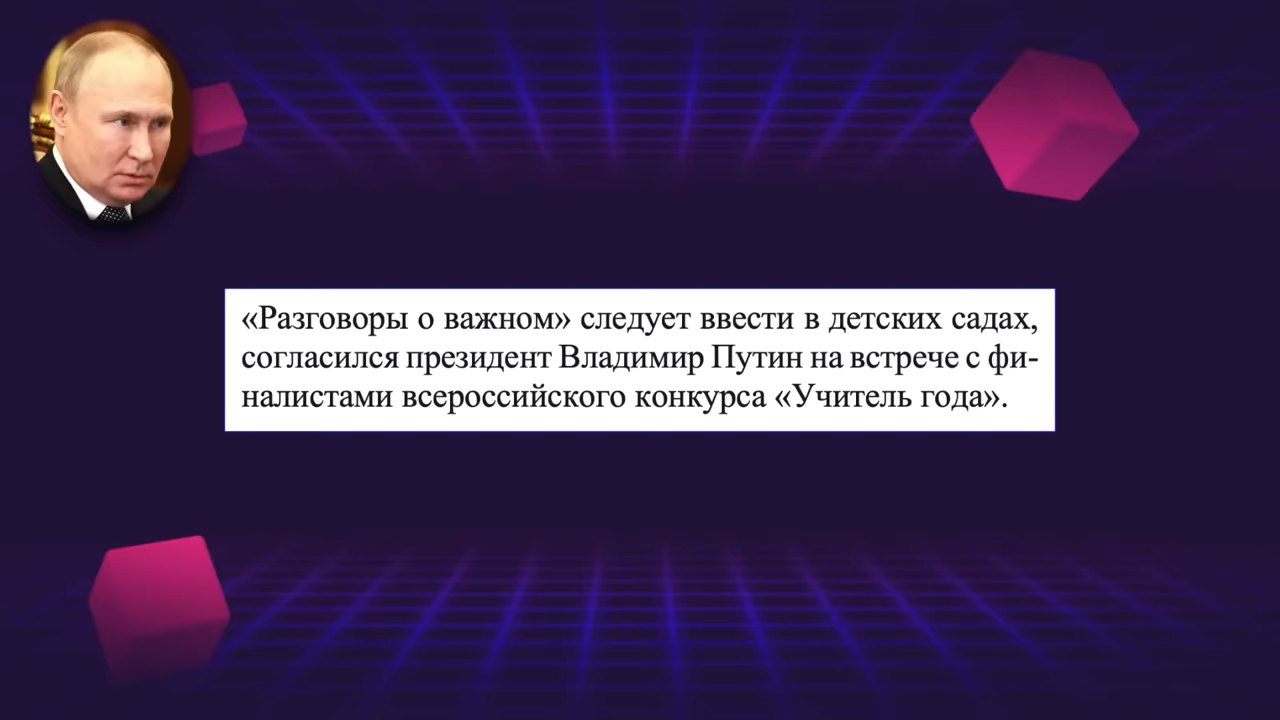 «Разговоры о важном» следует ввести в детских садах,
согласился президент Владимир Путин на встрече с фи-
налистами всероссийского конкурса «Учитель года».